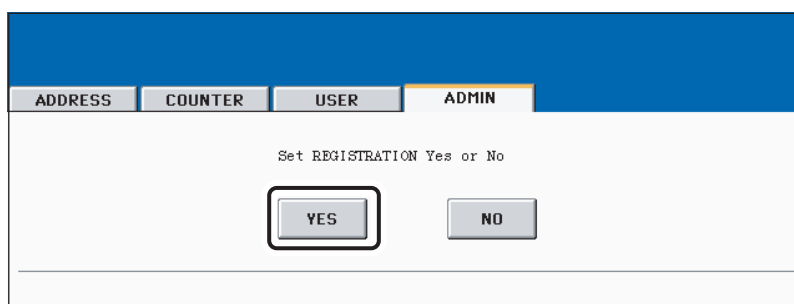 ADDRESS COUNTER USER ADMIN
Set REGISTRATION Yes or No
YES NO